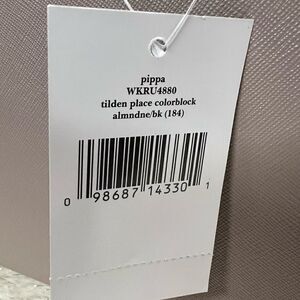 pippa
WKRU4880
tilden place colorblock
almndne/bk (184)
0 98687 14330 1